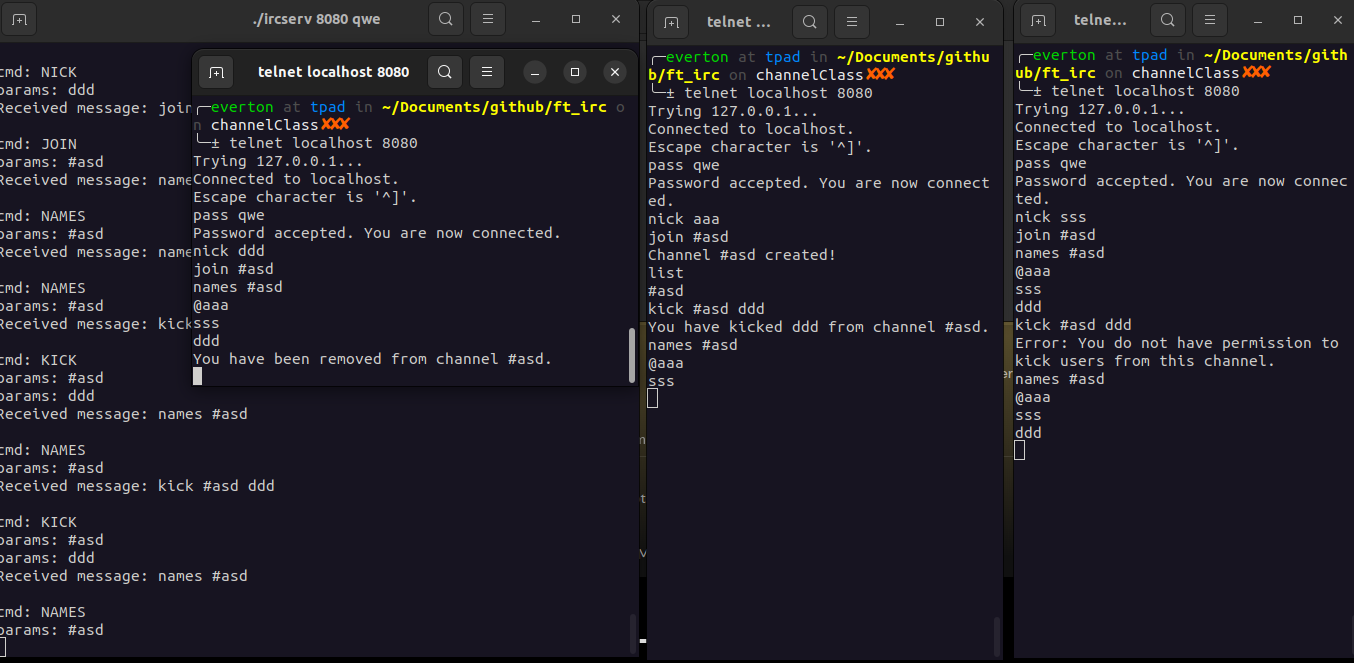 ./ircserv 8080 qwe
cmd: NICK
params: ddd
Received message: join
cmd: JOIN
params: #asd
Received message: name
cmd: NAMES
params: #asd
Received message: name
cmd: NAMES
params: #asd
Received message: kick
cmd: KICK
params: #asd
params: ddd
Received message: names #asd
cmd: NAMES
params: #asd
Received message: kick #asd ddd
cmd: KICK
params: #asd
params: ddd
Received message: names #asd
cmd: NAMES
params: #asd
telnet localhost 8080
everton at tpad in ~/Documents/github/ft_irc o
n channelClass✘✘✘
± telnet localhost 8080
Trying 127.0.0.1...
Connected to localhost.
Escape character is '^]'.
pass qwe
Password accepted. You are now connected.
nick ddd
join #asd
names #asd
@aaa
sss
ddd
You have been removed from channel #asd.
telnet ...
everton at tpad in ~/Documents/githu
b/ft_irc on channelClass✘✘✘
± telnet localhost 8080
Trying 127.0.0.1...
Connected to localhost.
Escape character is '^]'.
pass qwe
Password accepted. You are now connect
ed.
nick aaa
join #asd
Channel #asd created!
list
#asd
kick #asd ddd
You have kicked ddd from channel #asd.
names #asd
@aaa
sss
telne...
everton at tpad in ~/Documents/gith
ub/ft_irc on channelClass✘✘✘
± telnet localhost 8080
Trying 127.0.0.1...
Connected to localhost.
Escape character is '^]'.
pass qwe
Password accepted. You are now connec
ted.
nick sss
join #asd
names #asd
@aaa
sss
ddd
kick #asd ddd
Error: You do not have permission to
kick users from this channel.
names #asd
@aaa
sss
ddd